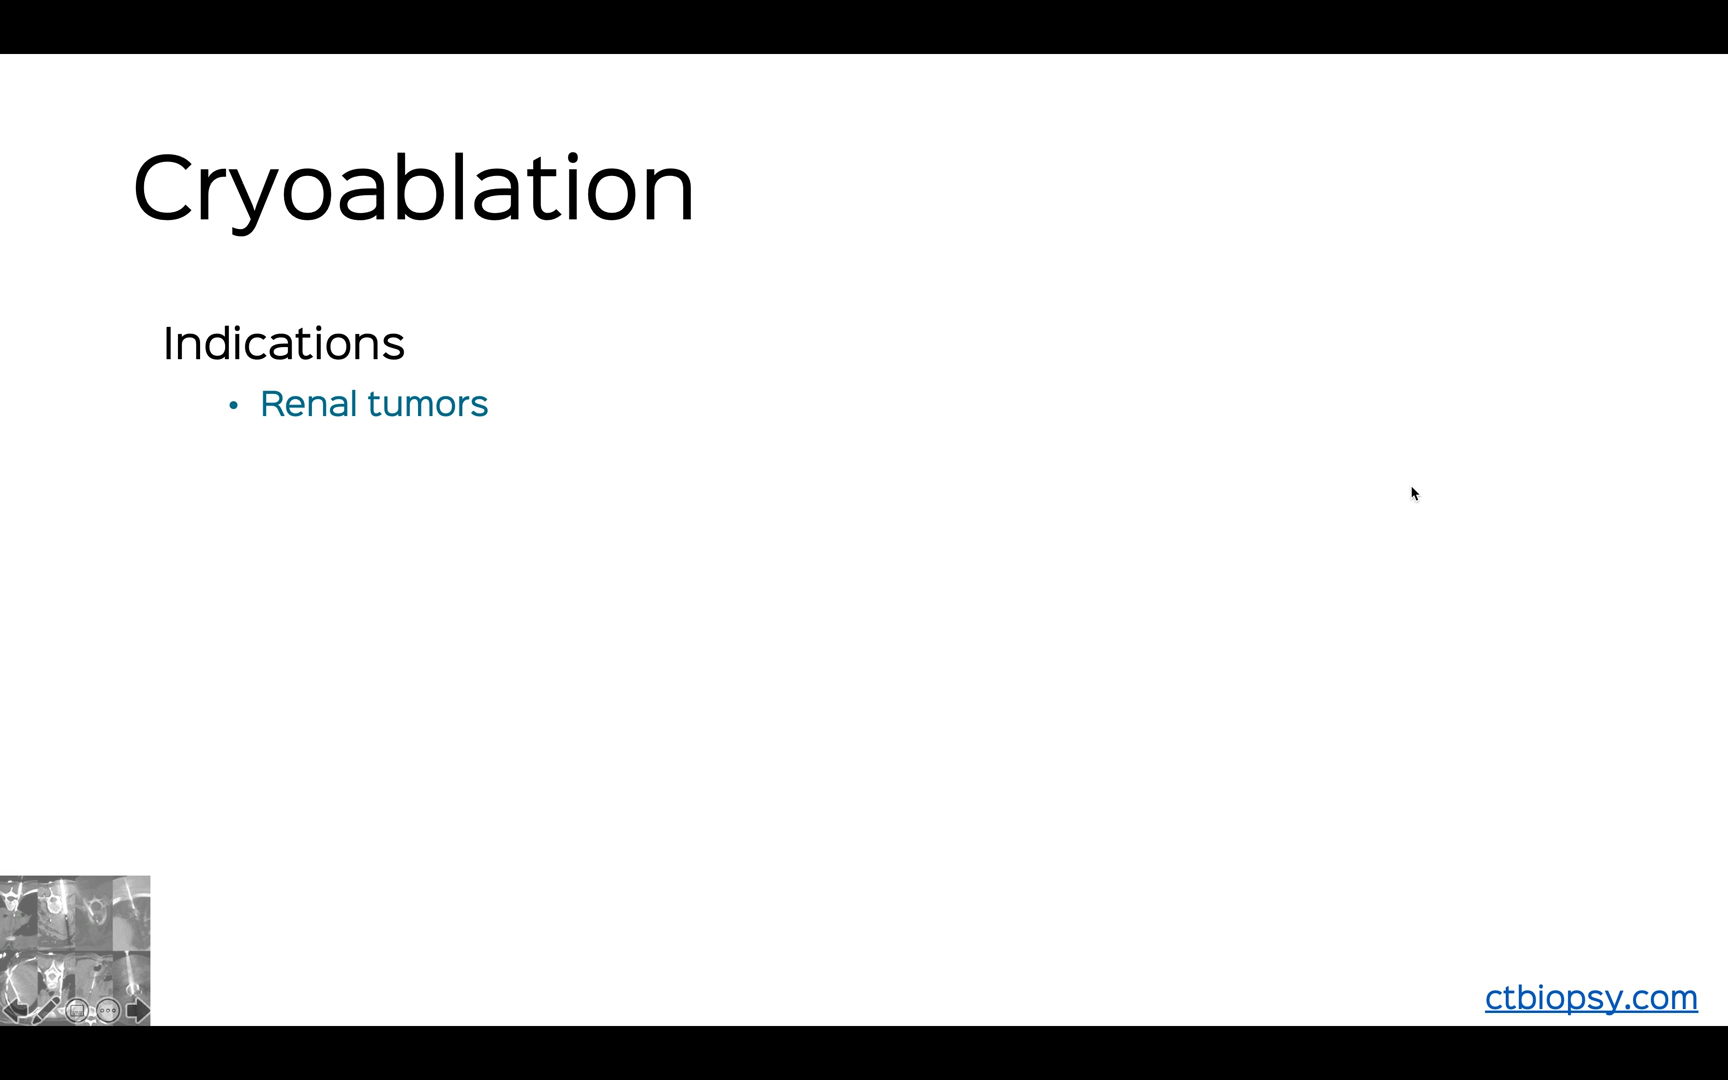 Cryoablation
Indications
• Renal tumors
ctbiopsy.com